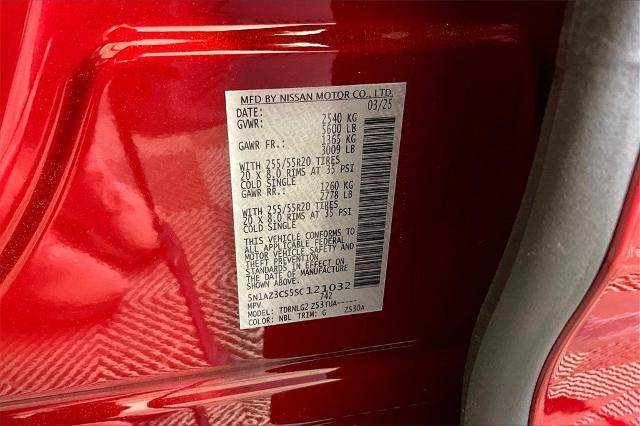 MFD BY NISSAN MOTOR CO., LTD.
DATE: 03/25
GVWR: 2540 KG
5600 LB
GAWR FR.: 1365 KG
3009 LB
WITH 255/55R20 TIRES
20 X 8.0 RIMS AT 35 PSI
COLD SINGLE
GAWR RR.: 1260 KG
2778 LB
WITH 255/55R20 TIRES
20 X 8.0 RIMS AT 35 PSI
COLD SINGLE
THIS VEHICLE CONFORMS TO
ALL APPLICABLE FEDERAL
MOTOR VEHICLE SAFETY AND
THEFT PREVENTION
STANDARDS IN EFFECT ON
THE DATE OF MANUFACTURE
SHOWN ABOVE.
5N1AZ3CS5SC121032
MPV 742
MODEL: TDRNLG2 Z53TUA-----
COLOR: NBL TRIM: G Z530A